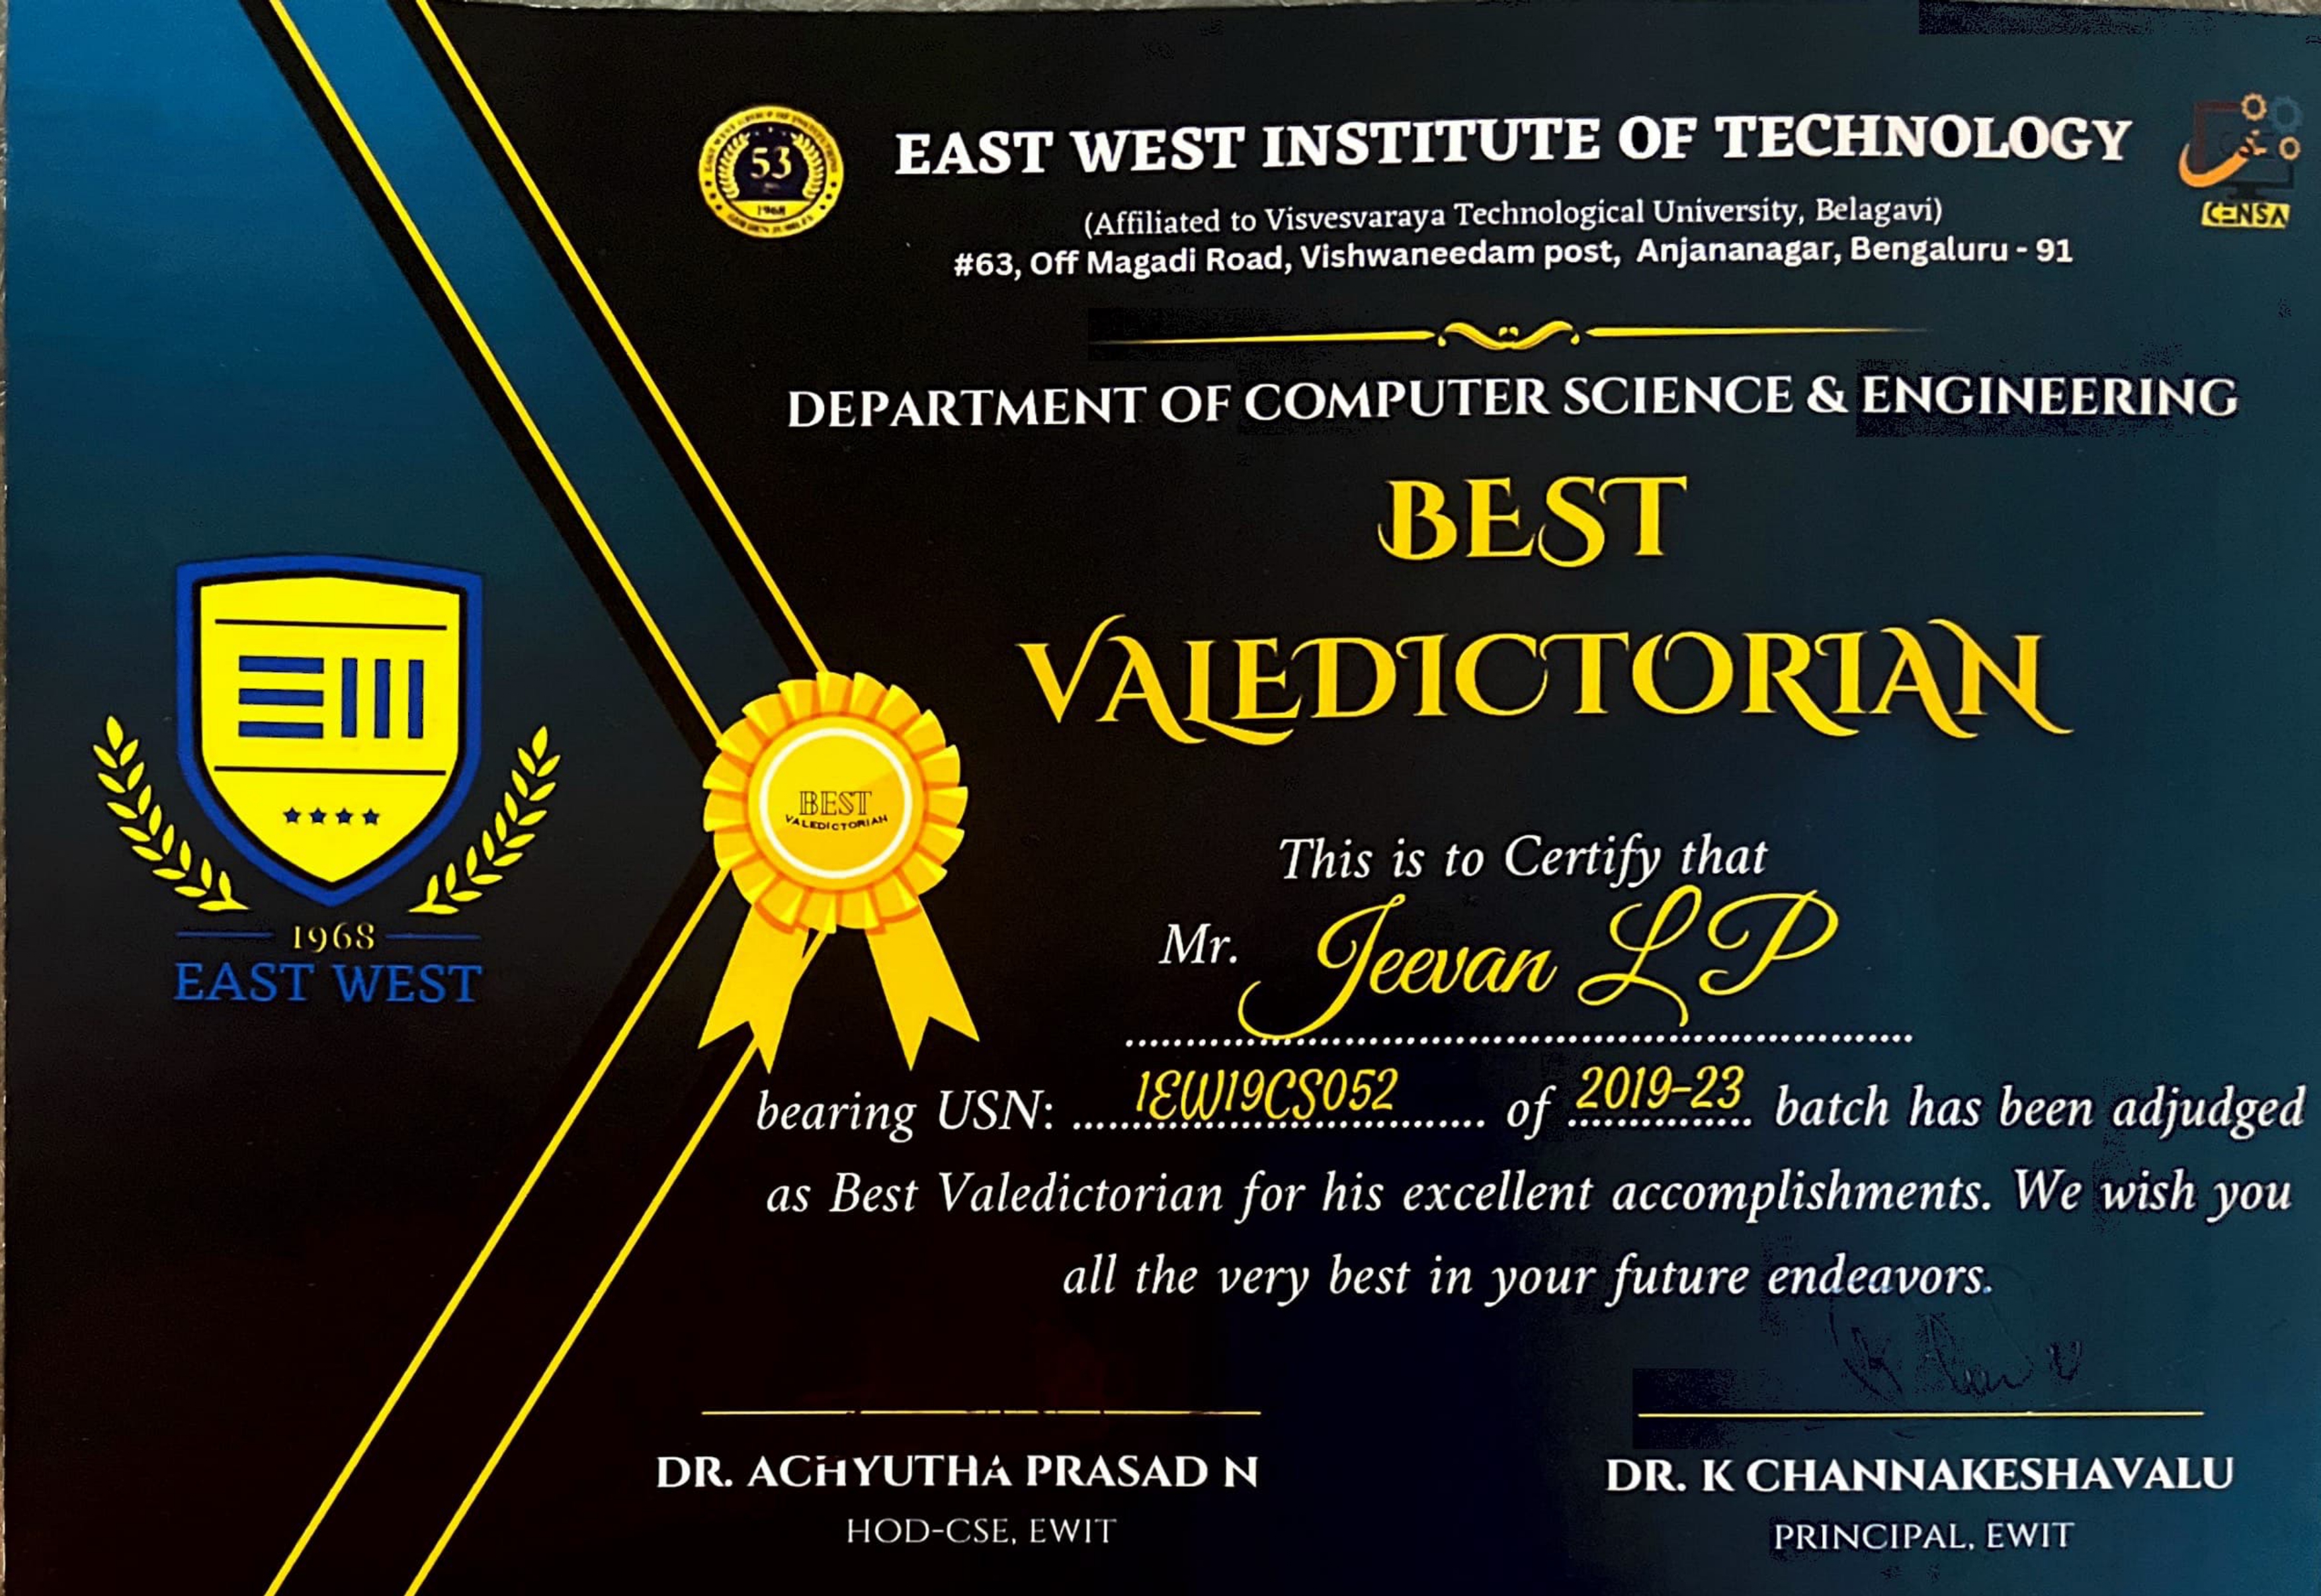 53
1968
EAST WEST INSTITUTE OF TECHNOLOGY
CENSA
(Affiliated to Visvesvaraya Technological University, Belagavi)
#63, Off Magadi Road, Vishwaneedam post, Anjananagar, Bengaluru - 91
DEPARTMENT OF COMPUTER SCIENCE & ENGINEERING
BEST
VALEDICTORIAN
EW
1968
EAST WEST
BEST
VALEDICTORIAN
This is to Certify that
Mr. Jeevan L P
bearing USN: 1EW19CS052 of 2019-23 batch has been adjudged
as Best Valedictorian for his excellent accomplishments. We wish you
all the very best in your future endeavors.
DR. ACHYUTHA PRASAD N
HOD-CSE, EWIT
DR. K CHANNAKESHAVALU
PRINCIPAL, EWIT